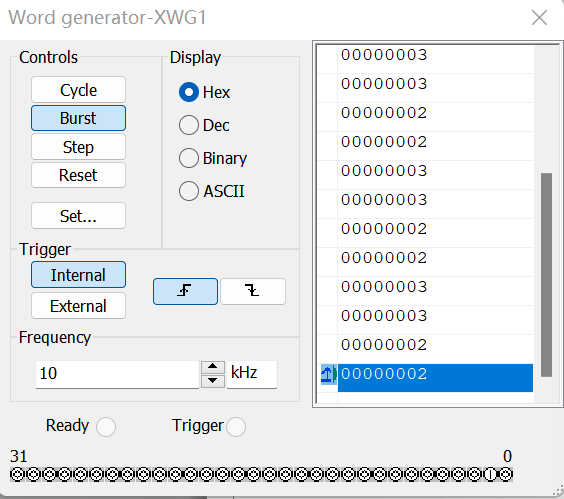 Word generator-XWG1
Controls
Cycle
Burst
Step
Reset
Set...
Display
Hex
Dec
Binary
ASCII
Trigger
Internal
External
Frequency
10
kHz
Ready
Trigger
31
0
00000003
00000003
00000002
00000002
00000003
00000003
00000002
00000002
00000003
00000003
00000002
00000002